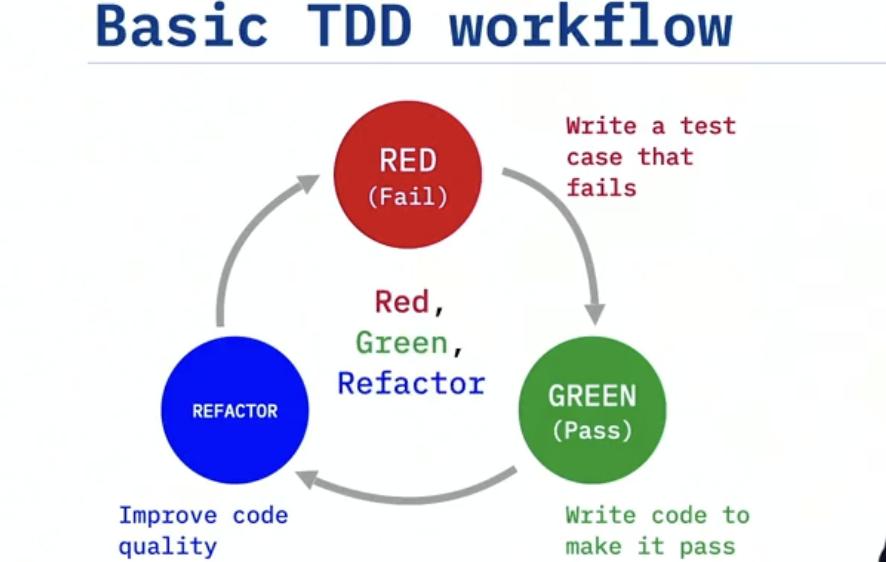 Basic TDD workflow
RED
(Fail)
Write a test
case that
fails
Red,
Green,
Refactor
REFACTOR
GREEN
(Pass)
Improve code
quality
Write code to
make it pass